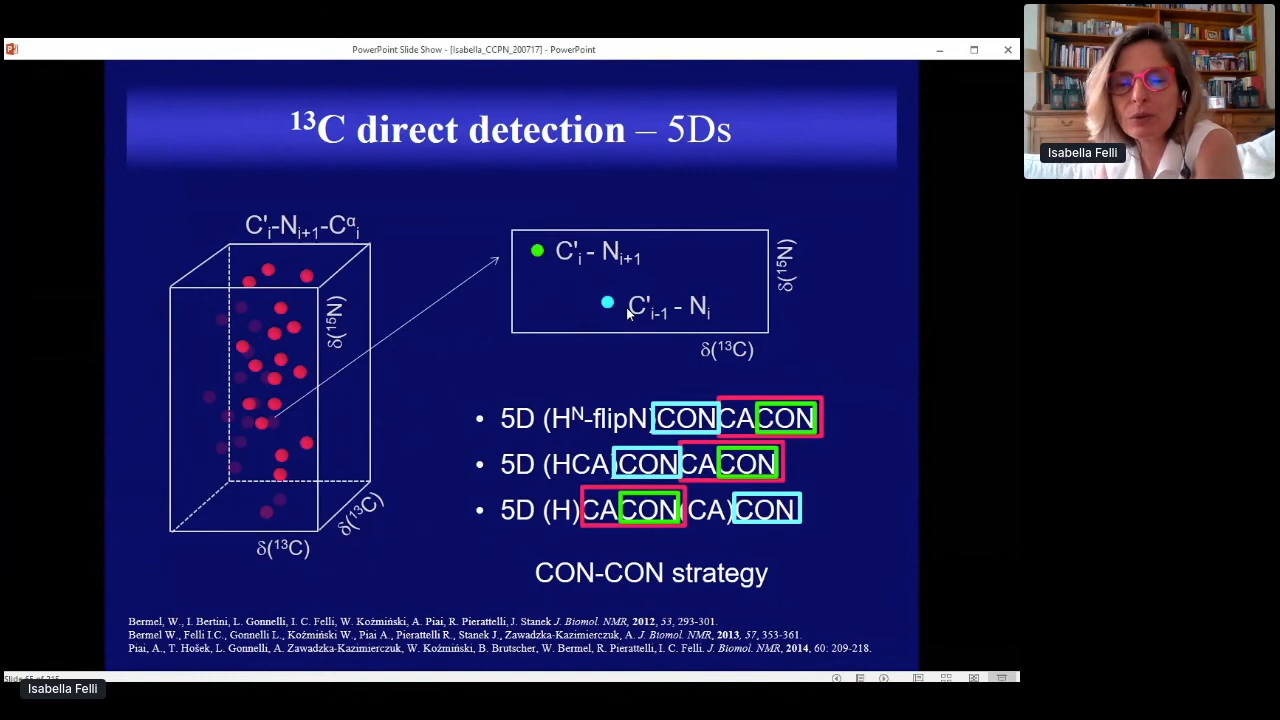 PowerPoint Slide Show - [Isabella_CCPN_200717] - PowerPoint
¹³C direct detection – 5Ds
C'ᵢ-Nᵢ₊₁-Cᵅᵢ
δ(¹⁵N)
δ(¹³C)
δ(¹³C)
C'ᵢ - Nᵢ₊₁
C'ᵢ₋₁ - Nᵢ
δ(¹⁵N)
δ(¹³C)
• 5D (Hᴺ-flipN)CONCACON
• 5D (HCA)CONCACON
• 5D (H)CACON(CA)CON
CON-CON strategy
Bermel, W., I. Bertini, L. Gonnelli, I. C. Felli, W. Koźmiński, A. Piai, R. Pierattelli, J. Stanek J. Biomol. NMR, 2012, 53, 293-301.
Bermel W., Felli I.C., Gonnelli L., Koźmiński W., Piai A., Pierattelli R., Stanek J., Zawadzka-Kazimierczuk, A. J. Biomol. NMR, 2013, 57, 353-361.
Piai, A., T. Hošek, L. Gonnelli, A. Zawadzka-Kazimierczuk, W. Koźmiński, B. Brutscher, W. Bermel, R. Pierattelli, I. C. Felli. J. Biomol. NMR, 2014, 60: 209-218.
Isabella Felli
Isabella Felli